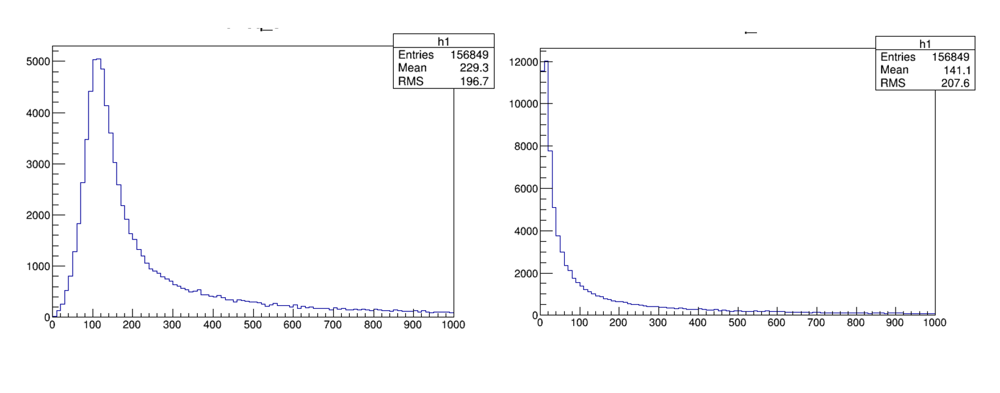 h1
Entries 156849
Mean 229.3
RMS 196.7
5000
4000
3000
2000
1000
0
0 100 200 300 400 500 600 700 800 900 1000
h1
Entries 156849
Mean 141.1
RMS 207.6
12000
10000
8000
6000
4000
2000
0
0 100 200 300 400 500 600 700 800 900 1000